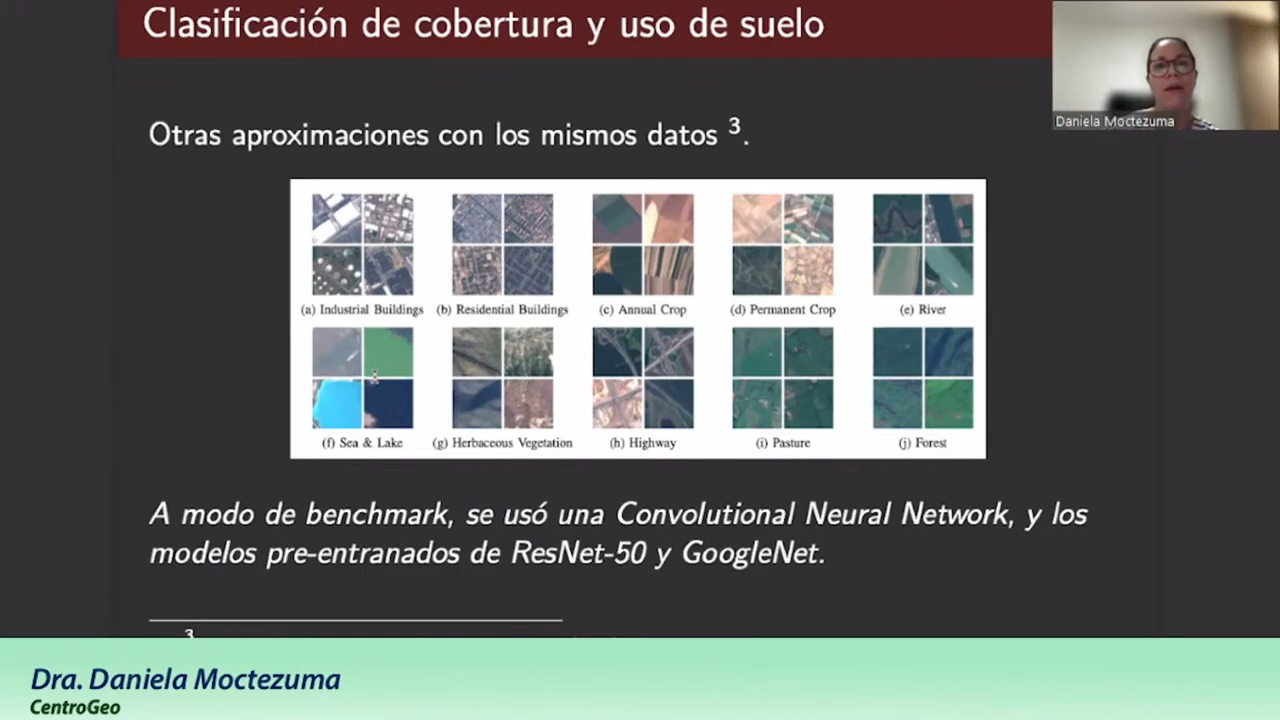 Clasificación de cobertura y uso de suelo
Daniela Moctezuma
Otras aproximaciones con los mismos datos 3.
(a) Industrial Buildings (b) Residential Buildings (c) Annual Crop (d) Permanent Crop (e) River
(f) Sea & Lake (g) Herbaceous Vegetation (h) Highway (i) Pasture (j) Forest
A modo de benchmark, se usó una Convolutional Neural Network, y los
modelos pre-entranados de ResNet-50 y GoogleNet.
3
Dra. Daniela Moctezuma
CentroGeo